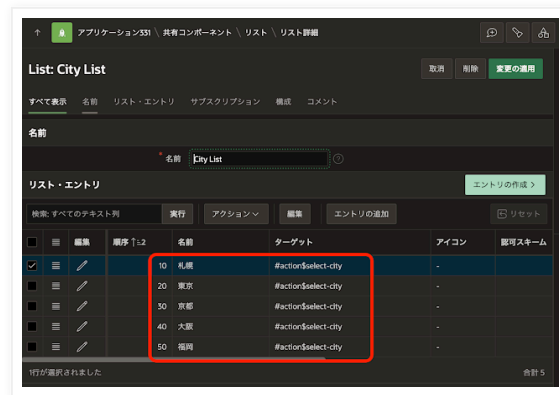 アプリケーション331 \ 共有コンポーネント \ リスト \ リスト詳細
List: City List
取消 削除 変更の適用
すべて表示 名前 リスト・エントリ サブスクリプション 構成 コメント
名前
* 名前 City List
リスト・エントリ エントリの作成 >
検索: すべてのテキスト列 実行 アクション 編集 エントリの追加 リセット
編集 順序 ↑≟2 名前 ターゲット アイコン 認可スキーム
10 札幌 #action$select-city -
20 東京 #action$select-city -
30 京都 #action$select-city -
40 大阪 #action$select-city -
50 福岡 #action$select-city -
1行が選択されました 合計 5